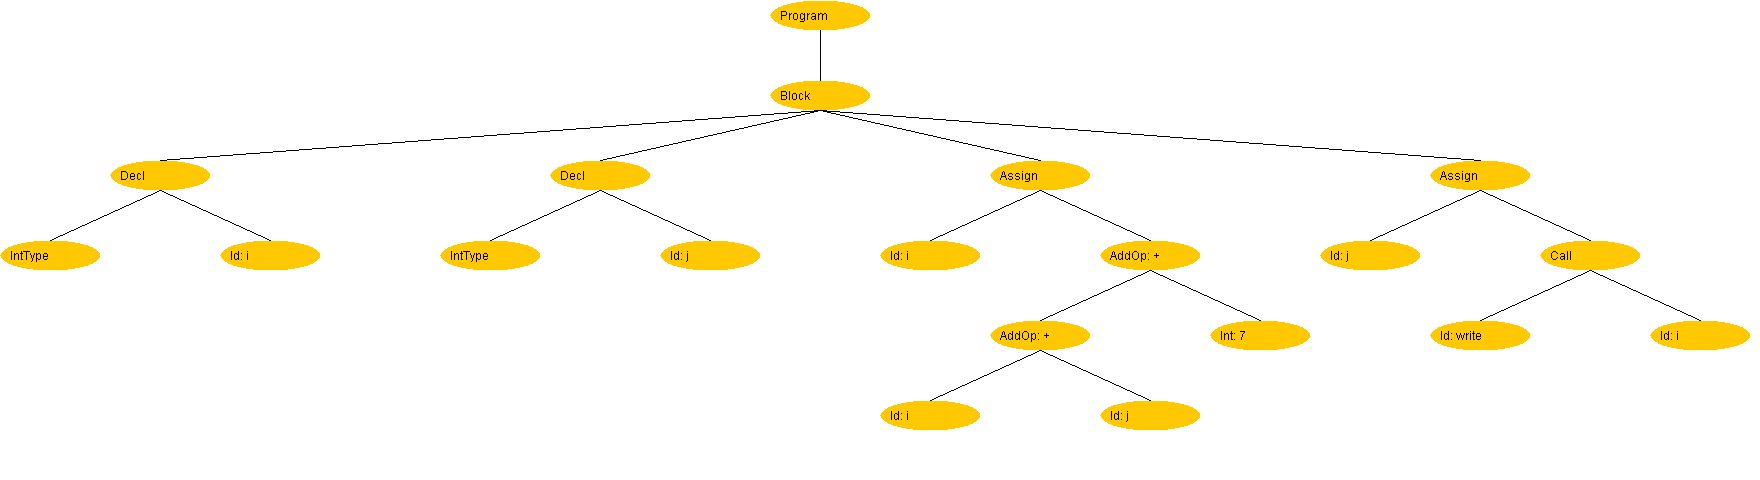 Program
Block
Decl
Decl
Assign
Assign
IntType
Id: i
IntType
Id: j
Id: i
AddOp: +
Id: j
Call
AddOp: +
Int: 7
Id: write
Id: i
Id: i
Id: j